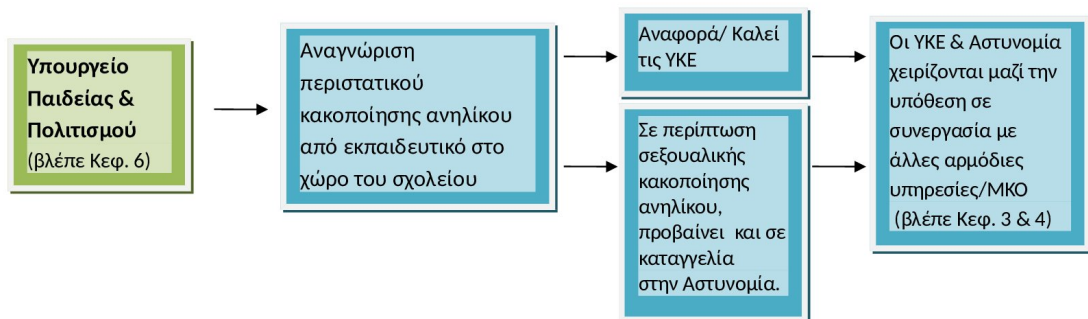 Υπουργείο
Παιδείας &
Πολιτισμού
(βλέπε Κεφ. 6)
Αναγνώριση
περιστατικού
κακοποίησης ανηλίκου
από εκπαιδευτικό στο
χώρο του σχολείου
Αναφορά/ Καλεί
τις ΥΚΕ
Σε περίπτωση
σεξουαλικής
κακοποίησης
ανηλίκου,
προβαίνει και σε
καταγγελία
στην Αστυνομία.
Οι ΥΚΕ & Αστυνομία
χειρίζονται μαζί την
υπόθεση σε
συνεργασία με
άλλες αρμόδιες
υπηρεσίες/ΜΚΟ
(βλέπε Κεφ. 3 & 4)